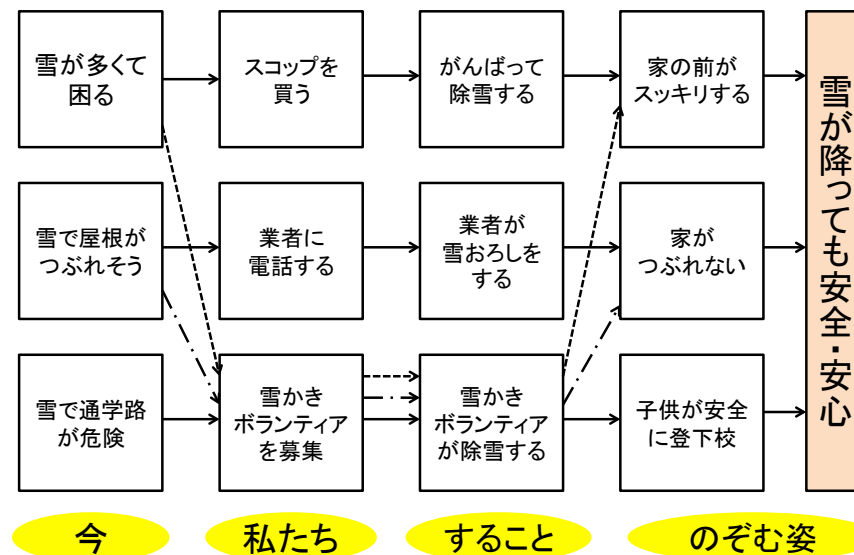 雪が多くて
困る
スコップを
買う
がんばって
除雪する
家の前が
スッキリする
雪で屋根が
つぶれそう
業者に
電話する
業者が
雪おろしを
する
家が
つぶれない
雪で通学路
が危険
雪かき
ボランティア
を募集
雪かき
ボランティア
が除雪する
子供が安全
に登下校
雪が降っても安全・安心
今
私たち
すること
のぞむ姿